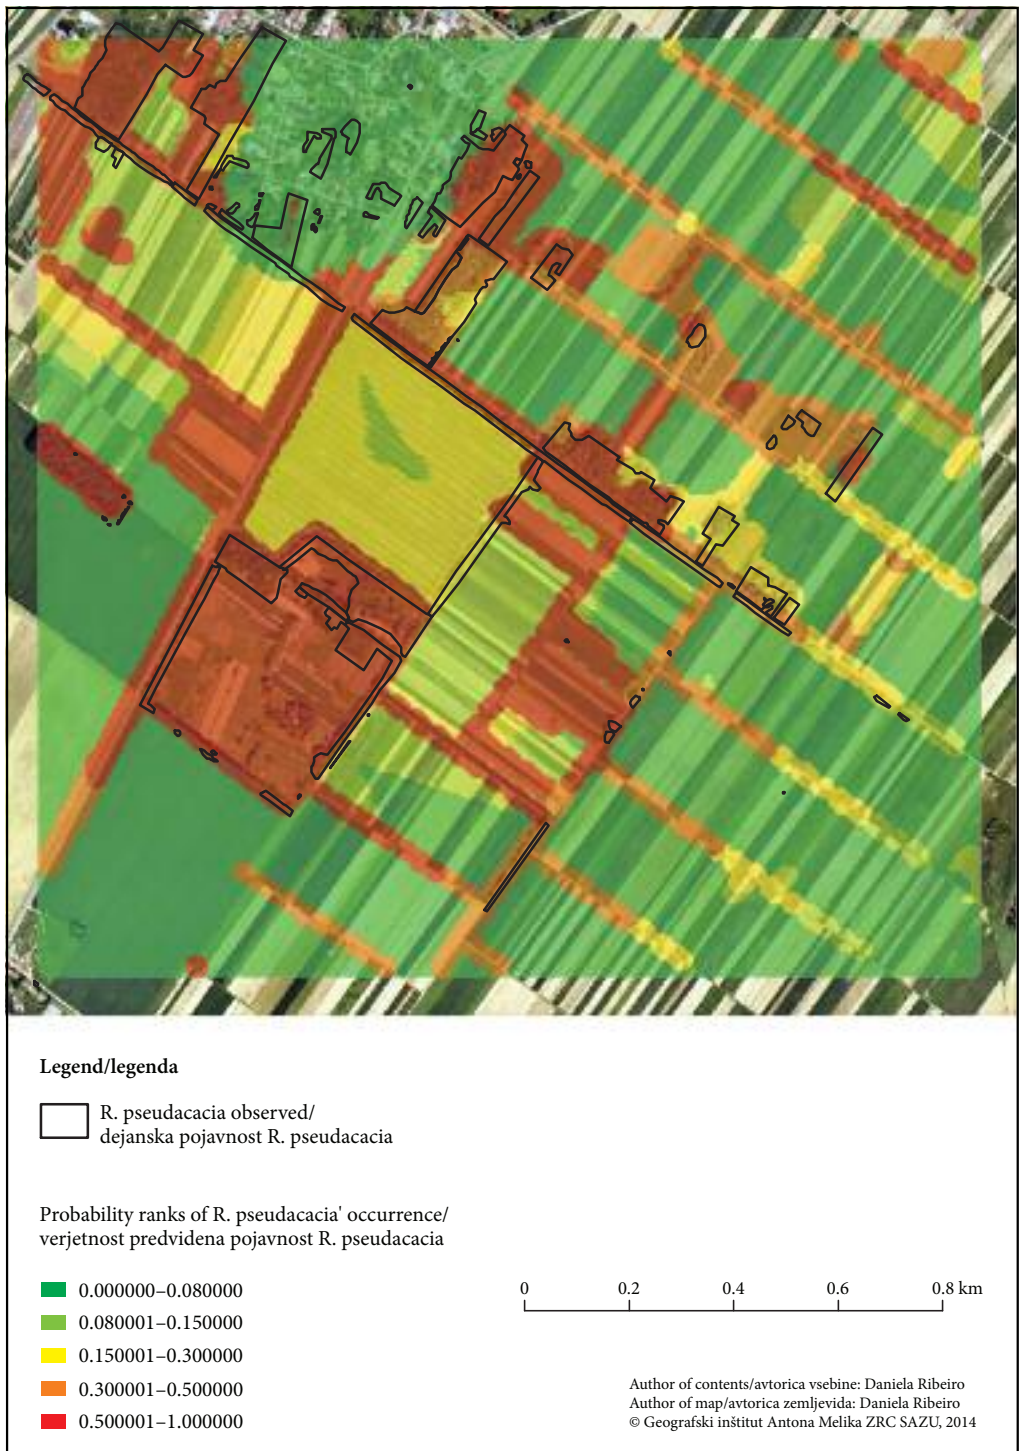 Legend/legenda
R. pseudacacia observed/
dejanska pojavnost R. pseudacacia
Probability ranks of R. pseudacacia' occurrence/
verjetnost predvidena pojavnost R. pseudacacia
0.000000–0.080000
0.080001–0.150000
0.150001–0.300000
0.300001–0.500000
0.500001–1.000000
0 0.2 0.4 0.6 0.8 km
Author of contents/avtorica vsebine: Daniela Ribeiro
Author of map/avtorica zemljevida: Daniela Ribeiro
© Geografski inštitut Antona Melika ZRC SAZU, 2014